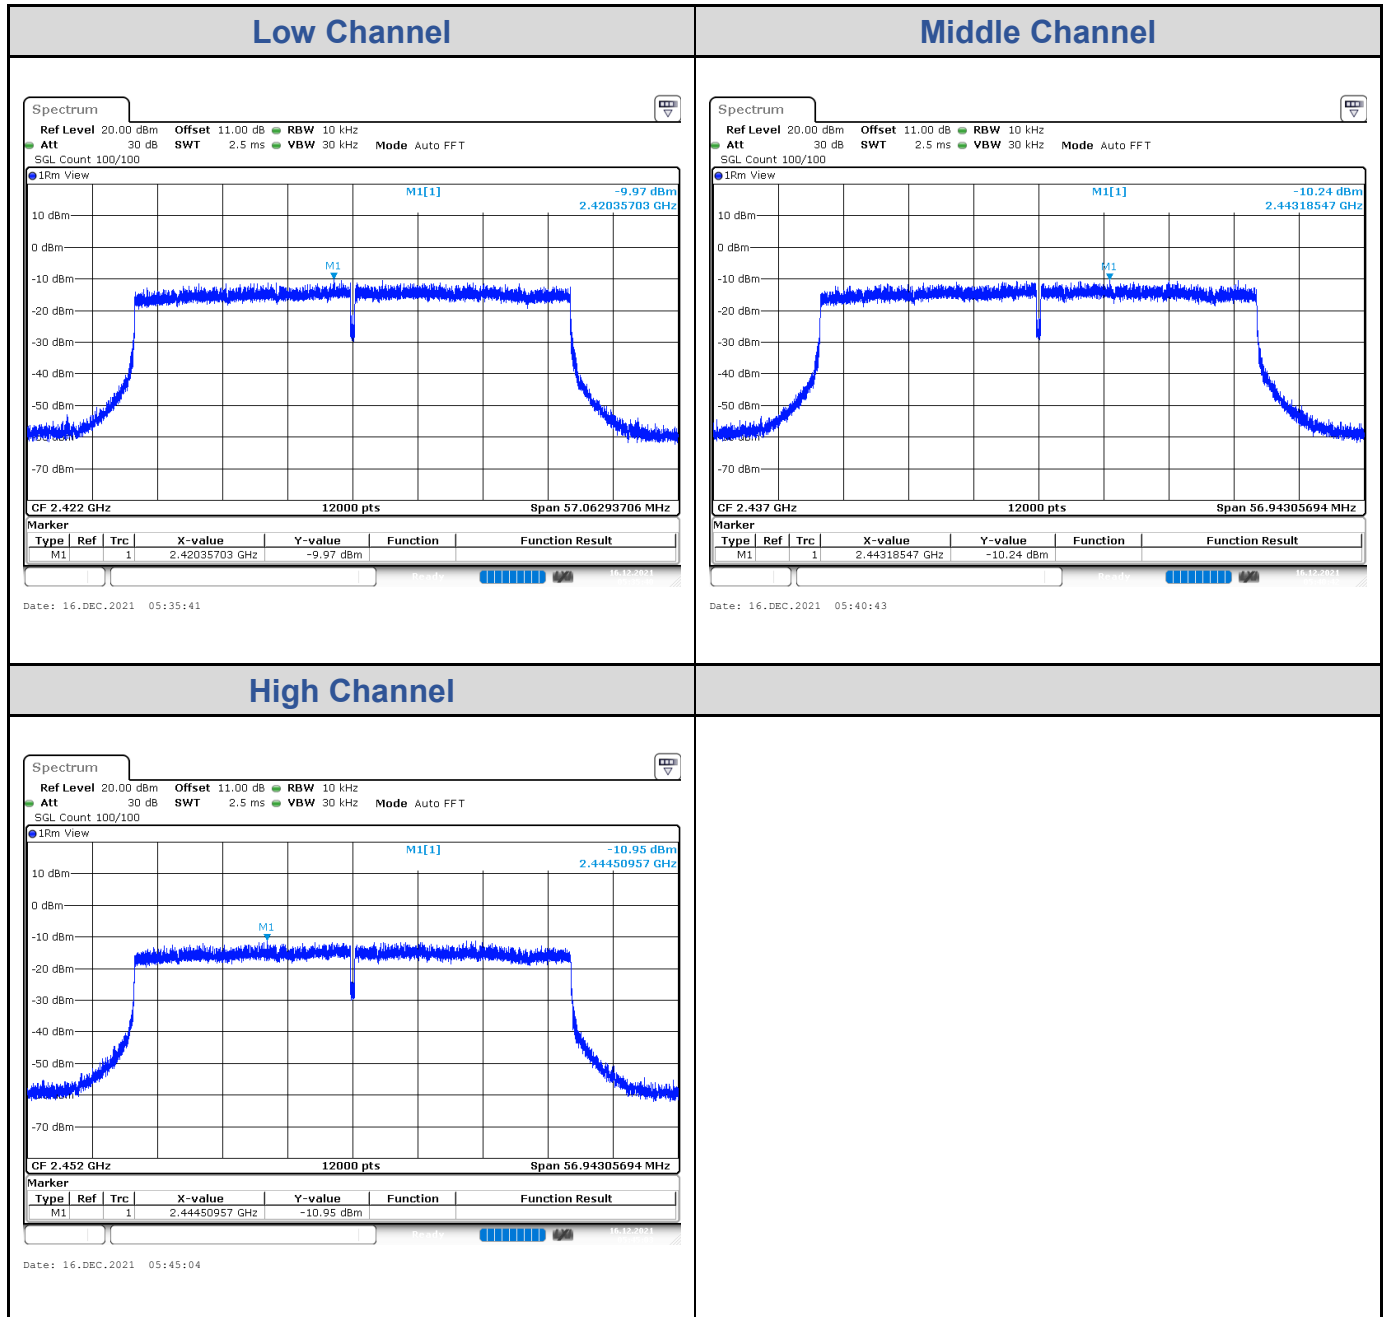 Low Channel
Middle Channel
Spectrum
Ref Level 20.00 dBm Offset 11.00 dB RBW 10 kHz
Att 30 dB SWT 2.5 ms VBW 30 kHz Mode Auto FFT
SGL Count 100/100
1Rm View
M1[1] -9.97 dBm
2.42035703 GHz
10 dBm
0 dBm
M1
-10 dBm
-20 dBm
-30 dBm
-40 dBm
-50 dBm
-70 dBm
CF 2.422 GHz 12000 pts Span 57.06293706 MHz
Marker
Type Ref Trc X-value Y-value Function Function Result
M1 1 2.42035703 GHz -9.97 dBm
Ready 16.12.2021
Date: 16.DEC.2021 05:35:41
Spectrum
Ref Level 20.00 dBm Offset 11.00 dB RBW 10 kHz
Att 30 dB SWT 2.5 ms VBW 30 kHz Mode Auto FFT
SGL Count 100/100
1Rm View
M1[1] -10.24 dBm
2.44318547 GHz
10 dBm
0 dBm
M1
-10 dBm
-20 dBm
-30 dBm
-40 dBm
-50 dBm
-70 dBm
CF 2.437 GHz 12000 pts Span 56.94305694 MHz
Marker
Type Ref Trc X-value Y-value Function Function Result
M1 1 2.44318547 GHz -10.24 dBm
Ready 16.12.2021
Date: 16.DEC.2021 05:40:43
High Channel
Spectrum
Ref Level 20.00 dBm Offset 11.00 dB RBW 10 kHz
Att 30 dB SWT 2.5 ms VBW 30 kHz Mode Auto FFT
SGL Count 100/100
1Rm View
M1[1] -10.95 dBm
2.44450957 GHz
10 dBm
0 dBm
M1
-10 dBm
-20 dBm
-30 dBm
-40 dBm
-50 dBm
-70 dBm
CF 2.452 GHz 12000 pts Span 56.94305694 MHz
Marker
Type Ref Trc X-value Y-value Function Function Result
M1 1 2.44450957 GHz -10.95 dBm
Ready 16.12.2021
Date: 16.DEC.2021 05:45:04